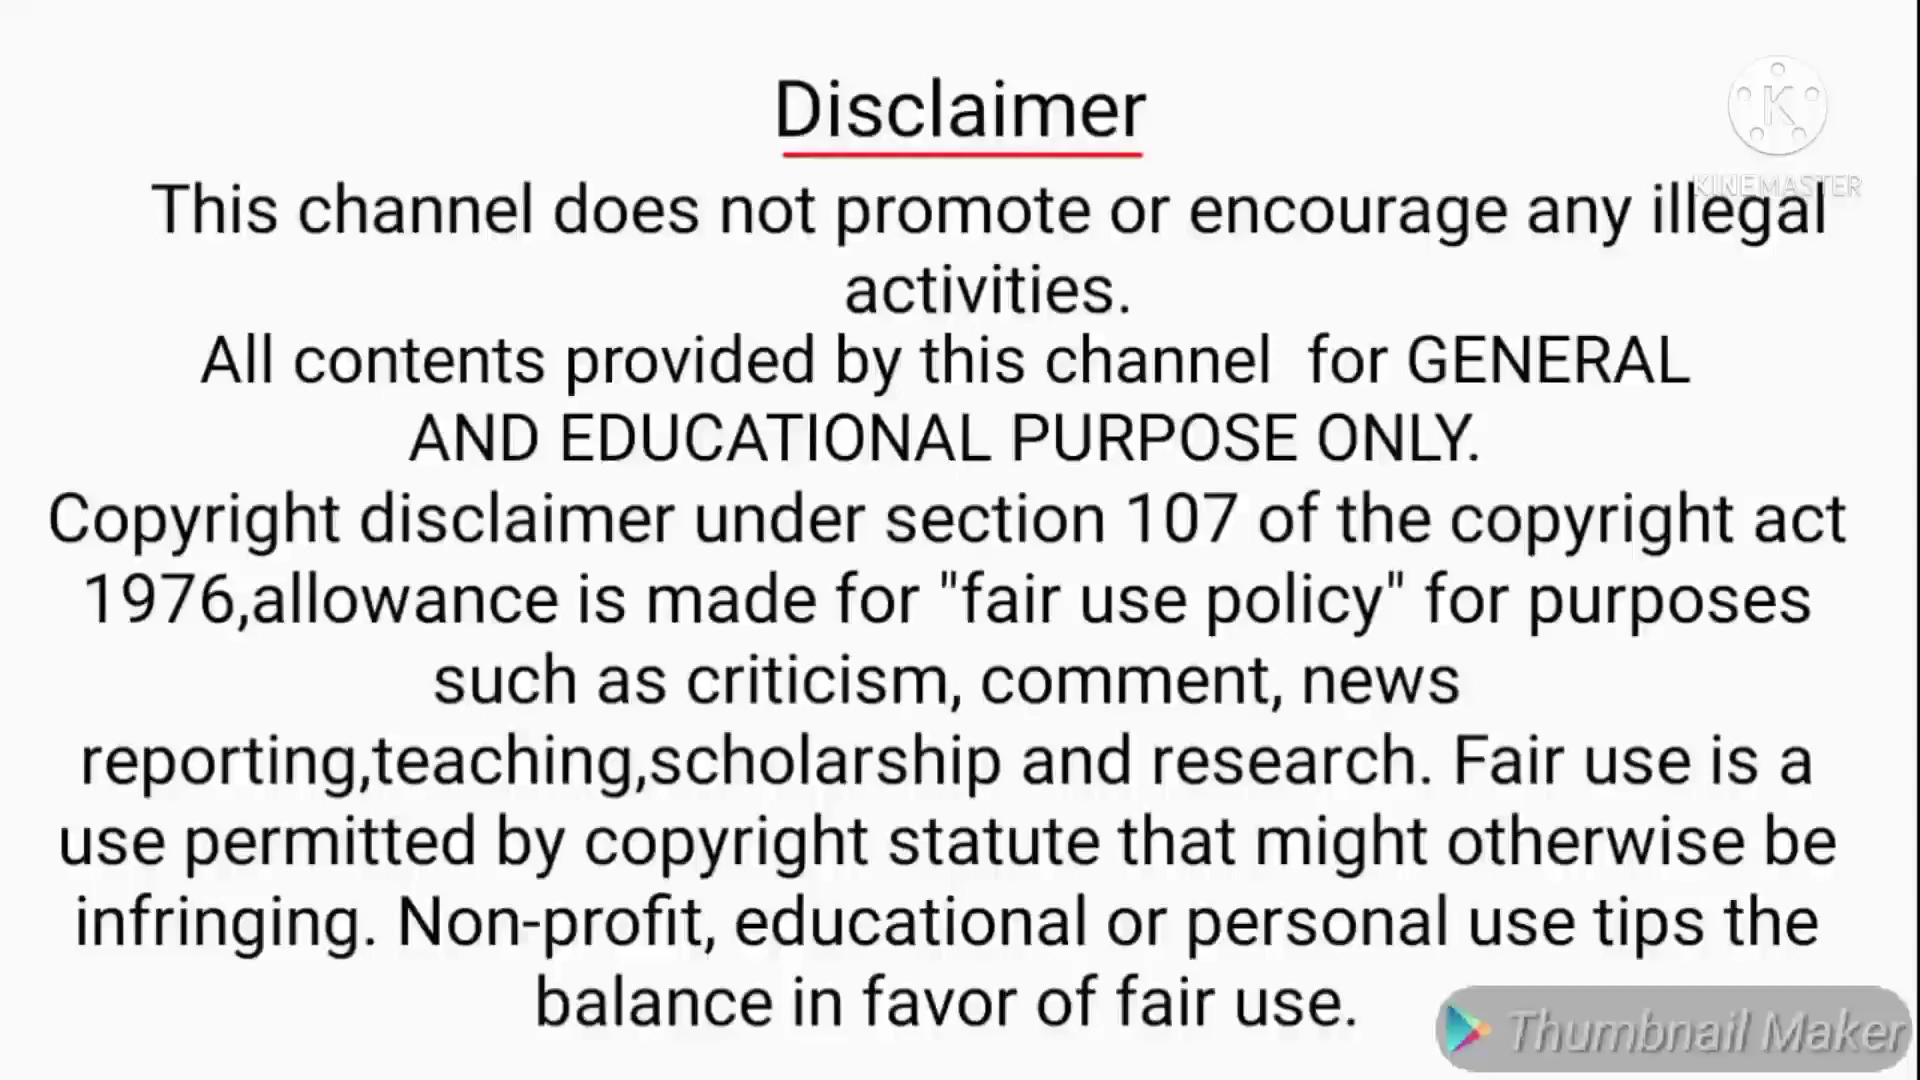 Disclaimer
KINEMASTER
This channel does not promote or encourage any illegal
activities.
All contents provided by this channel  for GENERAL
AND EDUCATIONAL PURPOSE ONLY.
Copyright disclaimer under section 107 of the copyright act
1976,allowance is made for "fair use policy" for purposes
such as criticism, comment, news
reporting,teaching,scholarship and research. Fair use is a
use permitted by copyright statute that might otherwise be
infringing. Non-profit, educational or personal use tips the
balance in favor of fair use.
Thumbnail Maker